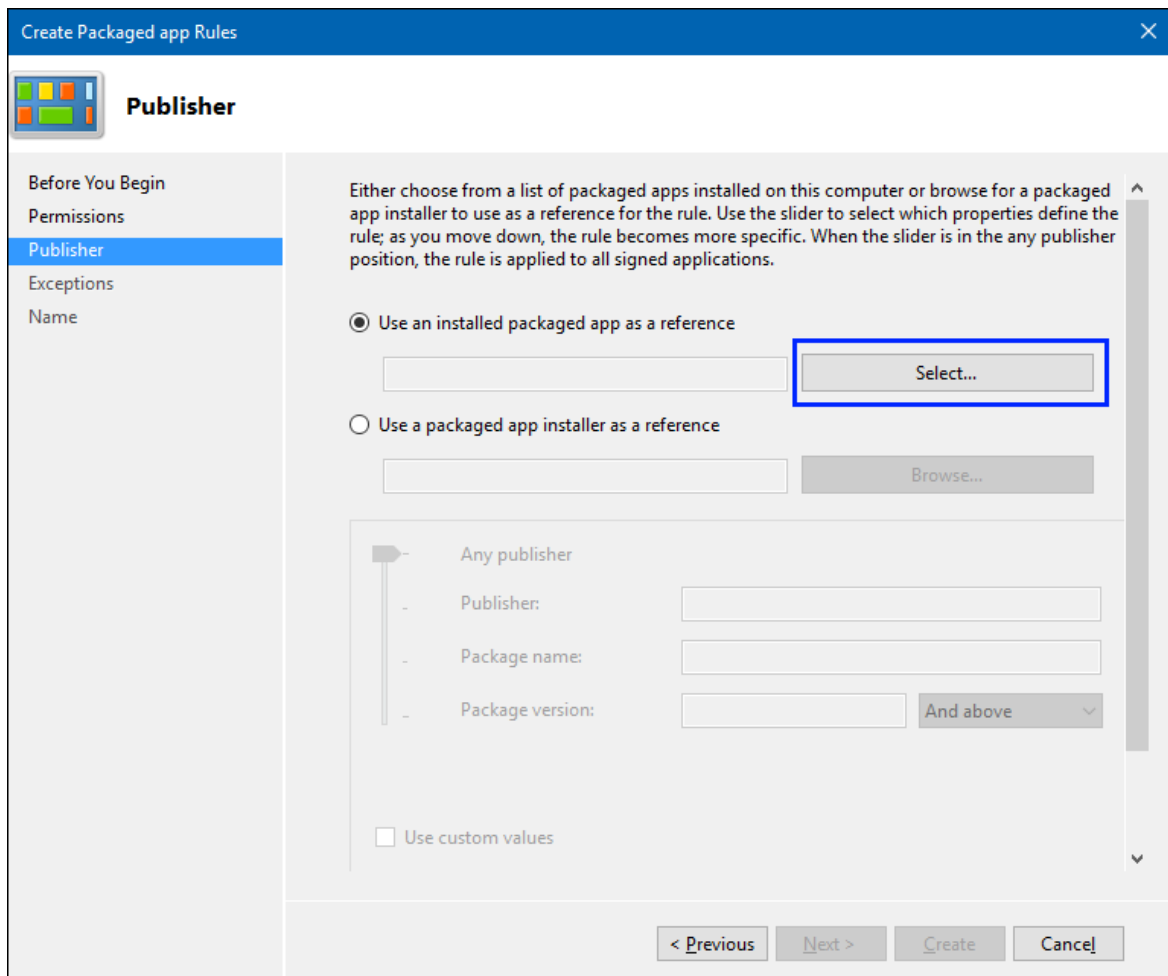 Create Packaged app Rules
Publisher
Before You Begin
Permissions
Publisher
Exceptions
Name
Either choose from a list of packaged apps installed on this computer or browse for a packaged
app installer to use as a reference for the rule. Use the slider to select which properties define the
rule; as you move down, the rule becomes more specific. When the slider is in the any publisher
position, the rule is applied to all signed applications.
Use an installed packaged app as a reference
Select...
Use a packaged app installer as a reference
Browse...
Any publisher
Publisher:
Package name:
Package version:
And above
Use custom values
< Previous
Next >
Create
Cancel